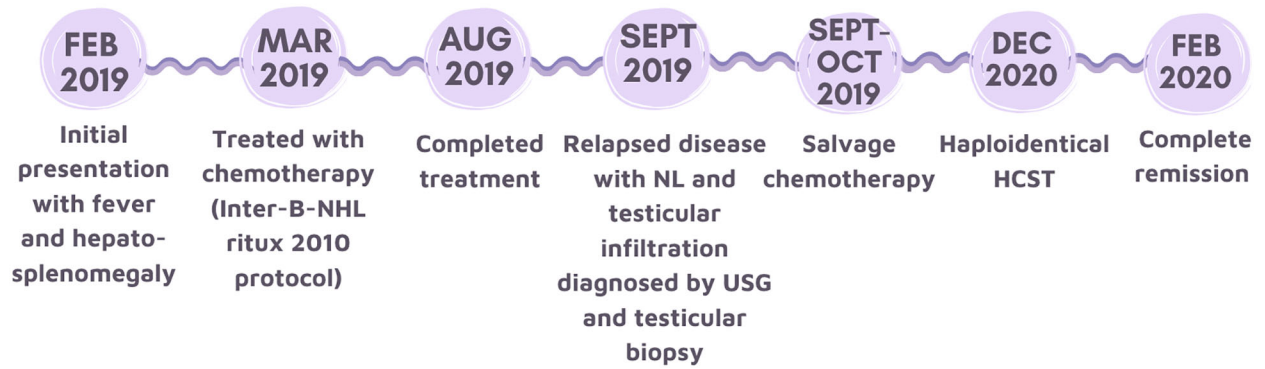 FEB
2019
Initial
presentation
with fever
and hepato-
splenomegaly
MAR
2019
Treated with
chemotherapy
(Inter-B-NHL
ritux 2010
protocol)
AUG
2019
Completed
treatment
SEPT
2019
Relapsed disease
with NL and
testicular
infiltration
diagnosed by USG
and testicular
biopsy
SEPT-
OCT
2019
Salvage
chemotherapy
DEC
2020
Haploidentical
HCST
FEB
2020
Complete
remission